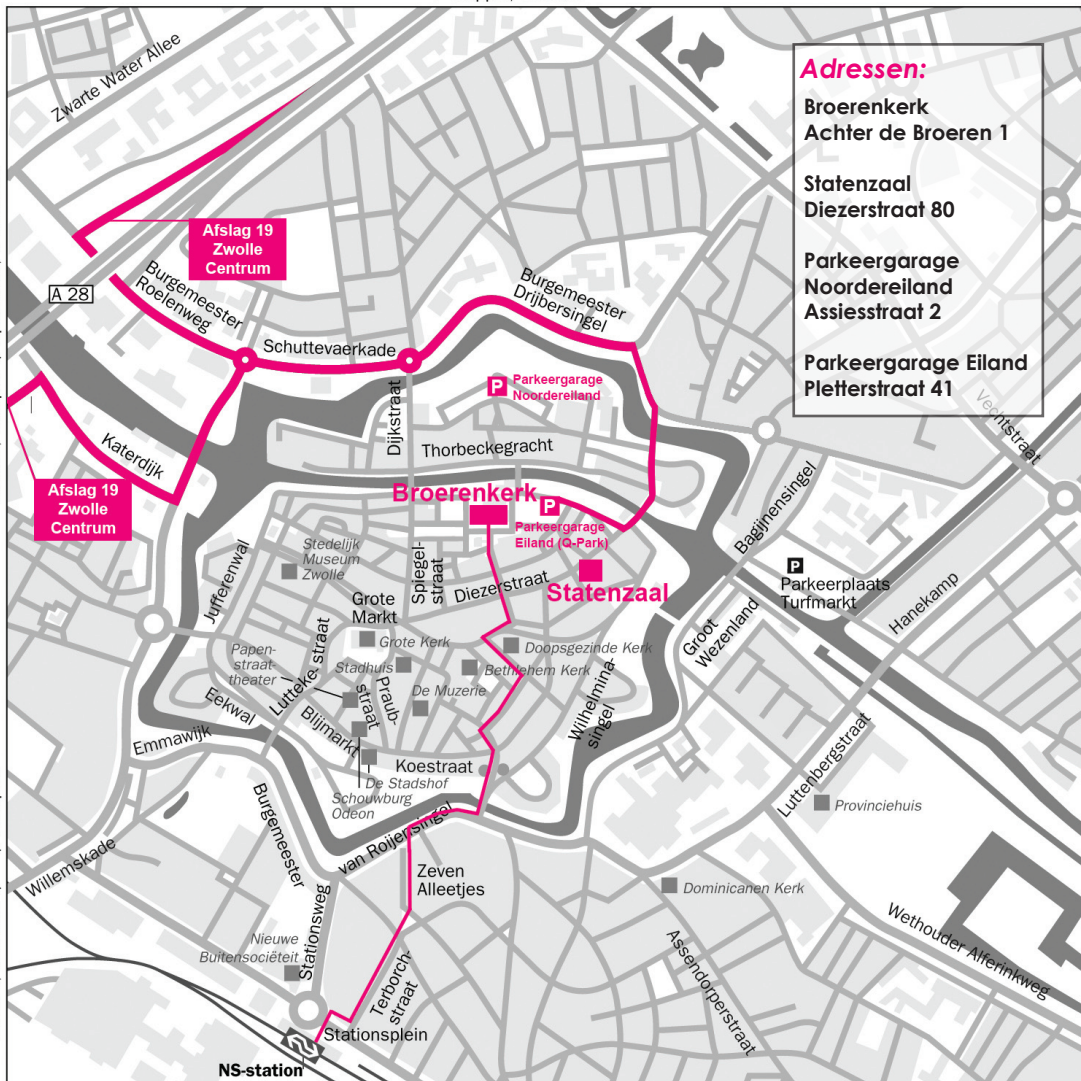 Zwarte Water Allee
Adressen:
Broerenkerk
Achter de Broeren 1
Statenzaal
Diezerstraat 80
Parkeergarage
Noordereiland
Assiesstraat 2
Parkeergarage Eiland
Pletterstraat 41
Afslag 19
Zwolle
Centrum
A 28
Burgemeester
Roelenweg
Burgemeester
Drijbersingel
Schuttevaerkade
P
Parkeergarage
Noordereiland
Dijkstraat
Vechtstraat
Thorbeckegracht
Katerdijk
Afslag 19
Zwolle
Centrum
Broerenkerk
P
Parkeergarage
Eiland (Q-Park)
Bagijnensingel
Stedelijk
Museum
Zwolle
Spiegel-
straat
Diezerstraat
Statenzaal
P
Parkeerplaats
Turfmarkt
Hanekamp
Jufferenwal
Grote
Markt
Grote Kerk
Doopsgezinde Kerk
Groot
Wezenland
Papen-
straat-
theater
Lutteke-straat
Stadhuis
Bethlehem Kerk
Praub-
straat
De Muzerie
Wilhelmina-
singel
Eekwal
Blijmarkt
Emmawijk
Koestraat
De Stadshof
Schouwburg
Odeon
Luttenbergstraat
Provinciehuis
Burgemeester
van Roijensingel
Willemskade
Zeven
Alleetjes
Dominicanen Kerk
Wethouder Alferinkweg
Stationsweg
Nieuwe
Buitensociëteit
Assendorperstraat
Terborch-
straat
Stationsplein
NS-station